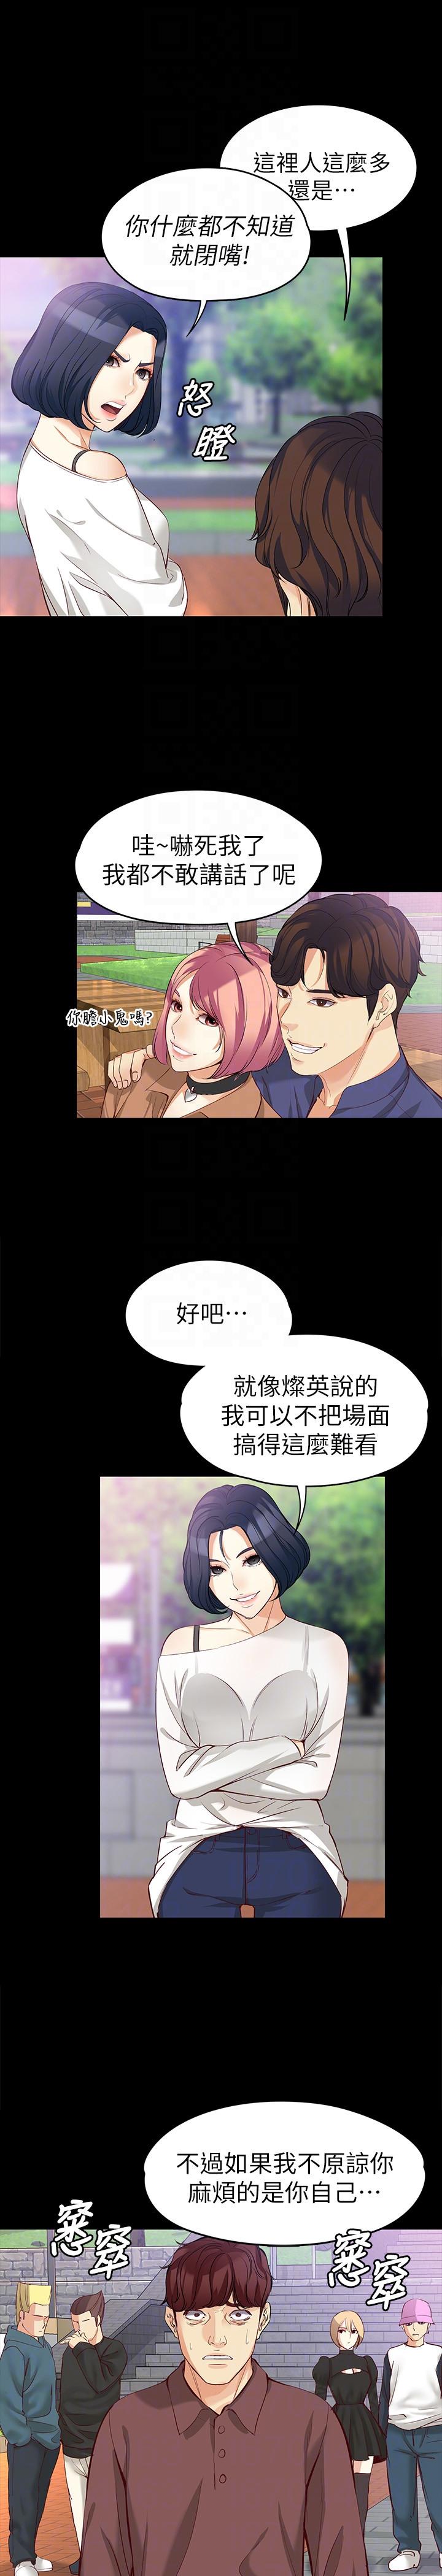 這裡人這麼多
還是⋯
你什麼都不知道
就閉嘴!
怒
瞪
哇~嚇死我了
我都不敢講話了呢
你膽小鬼嗎?
好吧⋯
就像燦英說的
我可以不把場面
搞得這麼難看
不過如果我不原諒你
麻煩的是你自己⋯
窸窣
窸窣